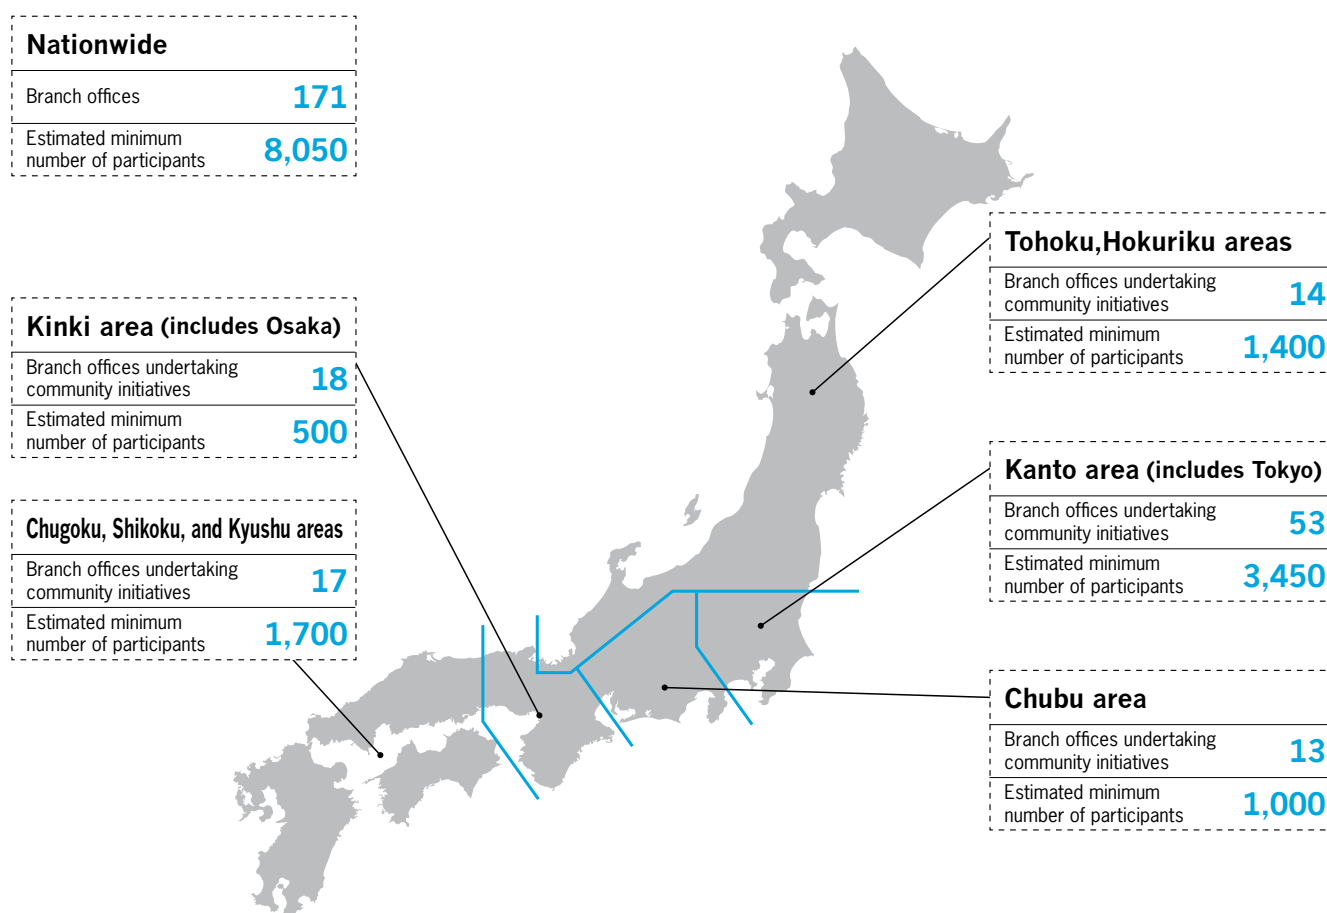 Nationwide
Branch offices 171
Estimated minimum
number of participants 8,050
Kinki area (includes Osaka)
Branch offices undertaking
community initiatives 18
Estimated minimum
number of participants 500
Chugoku, Shikoku, and Kyushu areas
Branch offices undertaking
community initiatives 17
Estimated minimum
number of participants 1,700
Tohoku,Hokuriku areas
Branch offices undertaking
community initiatives 14
Estimated minimum
number of participants 1,400
Kanto area (includes Tokyo)
Branch offices undertaking
community initiatives 53
Estimated minimum
number of participants 3,450
Chubu area
Branch offices undertaking
community initiatives 13
Estimated minimum
number of participants 1,000